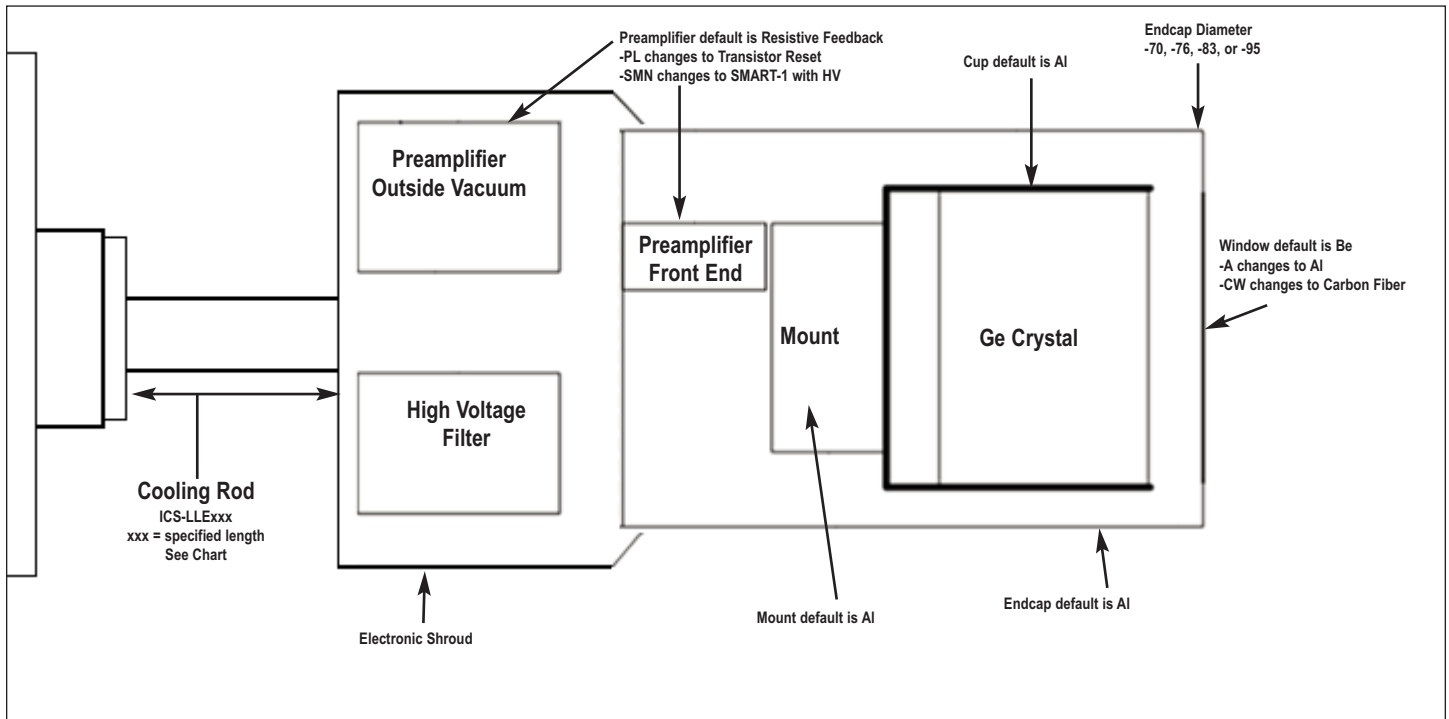 Preamplifier default is Resistive Feedback
-PL changes to Transistor Reset
-SMN changes to SMART-1 with HV
Cup default is Al
Endcap Diameter
-70, -76, -83, or -95
Preamplifier
Outside Vacuum
Preamplifier
Front End
Mount
Ge Crystal
Window default is Be
-A changes to Al
-CW changes to Carbon Fiber
High Voltage
Filter
Cooling Rod
ICS-LLExxx
xxx = specified length
See Chart
Electronic Shroud
Mount default is Al
Endcap default is Al